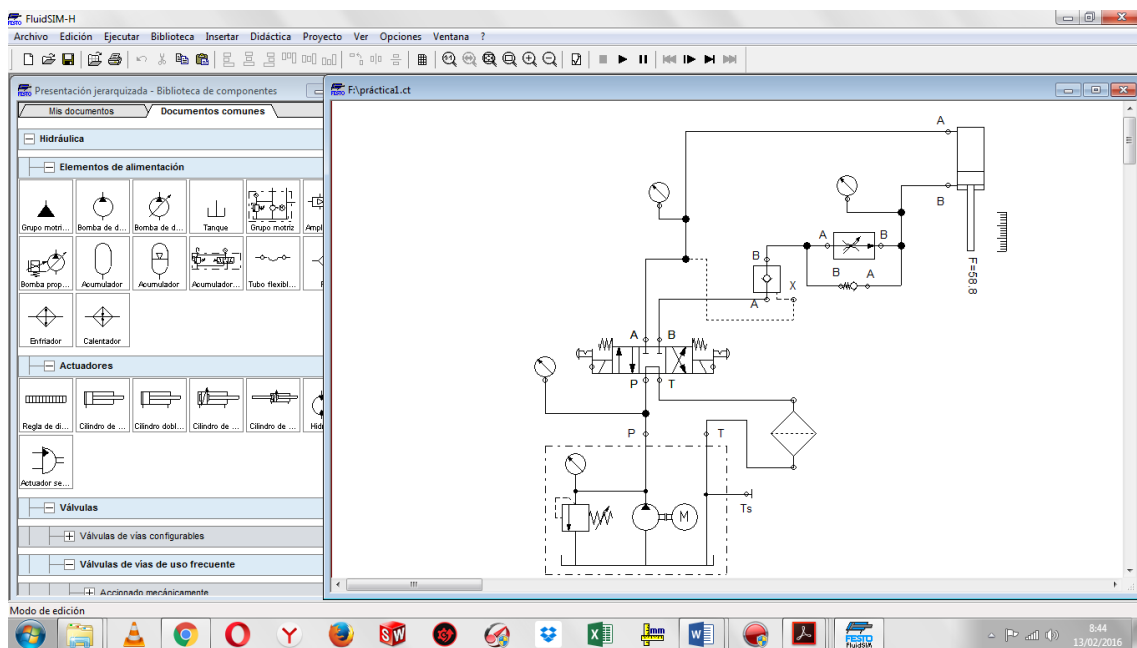 FluidSIM-H
Archivo Edición Ejecutar Biblioteca Insertar Didáctica Proyecto Ver Opciones Ventana ?
Presentación jerarquizada - Biblioteca de componentes
Mis documentos Documentos comunes
Hidráulica
Elementos de alimentación
Grupo motri... Bomba de d... Bomba de d... Tanque Grupo motriz Ampl
Bomba prop... Acumulador Acumulador Acumulador... Tubo flexibl...
Enfriador Calentador
Actuadores
Regla de di... Cilindro de ... Cilindro dobl... Cilindro de ... Cilindro de ... Hid
Actuador se...
Válvulas
Válvulas de vías configurables
Válvulas de vías de uso frecuente
Accionado mecánicamente
F:\práctica1.ct
A
B
A B
B A
B
X
A
F=58.8
A B
P T
P T
M
Ts
Modo de edición
FESTO
FluidSIM
8:44
13/02/2016